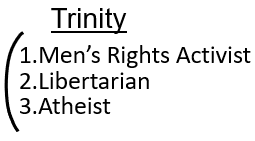 Trinity
1.Men's Rights Activist
2.Libertarian
3.Atheist